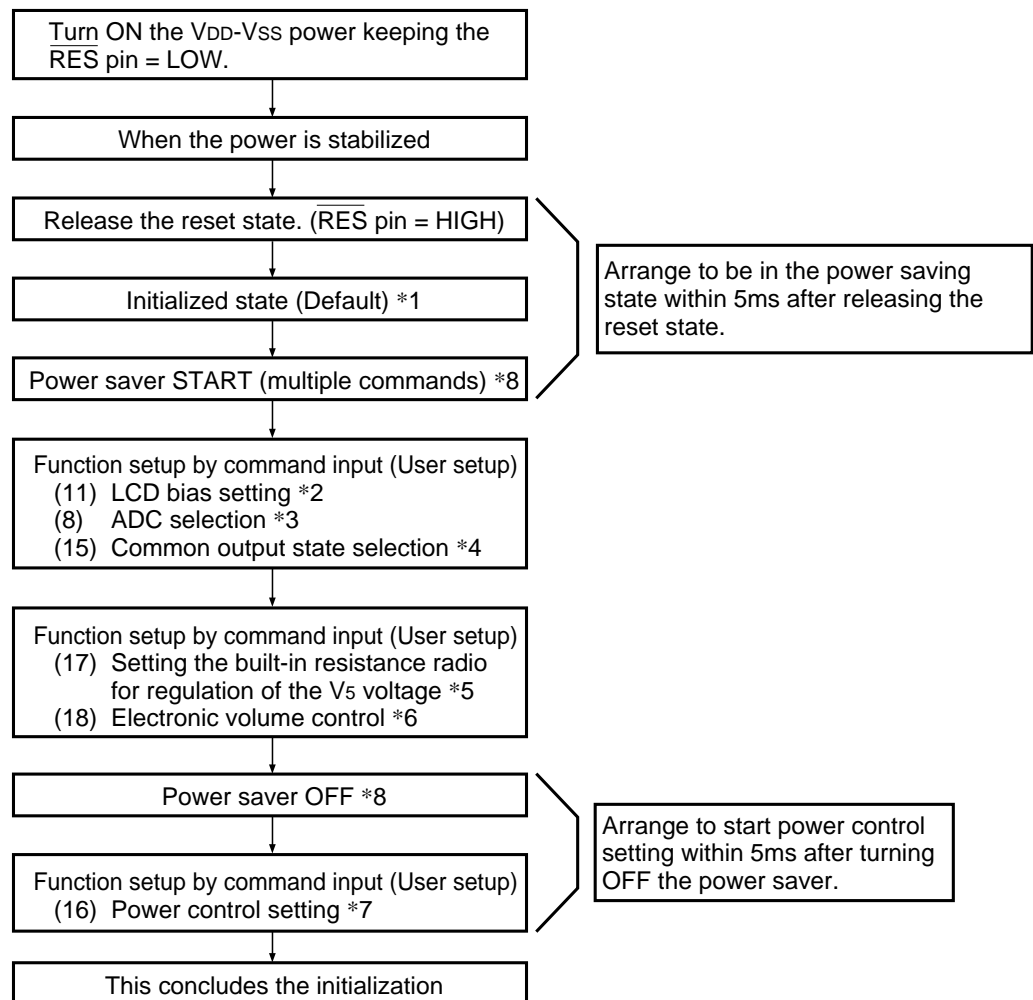 Turn ON the VDD-VSS power keeping the
RES pin = LOW.
When the power is stabilized
Release the reset state. (RES pin = HIGH)
Initialized state (Default) *1
Power saver START (multiple commands) *8
Arrange to be in the power saving
state within 5ms after releasing the
reset state.
Function setup by command input (User setup)
(11) LCD bias setting *2
(8) ADC selection *3
(15) Common output state selection *4
Function setup by command input (User setup)
(17) Setting the built-in resistance radio
for regulation of the V5 voltage *5
(18) Electronic volume control *6
Power saver OFF *8
Function setup by command input (User setup)
(16) Power control setting *7
Arrange to start power control
setting within 5ms after turning
OFF the power saver.
This concludes the initialization